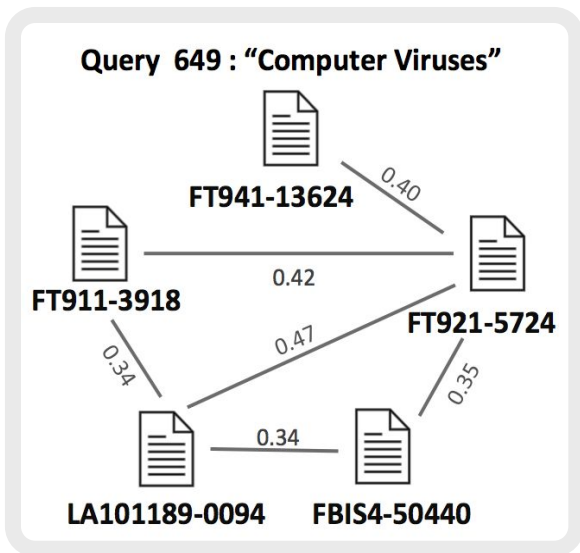 Query 649 : “Computer Viruses”
FT941-13624
0.40
FT911-3918
0.42
FT921-5724
0.47
0.34
0.35
0.34
LA101189-0094
FBIS4-50440